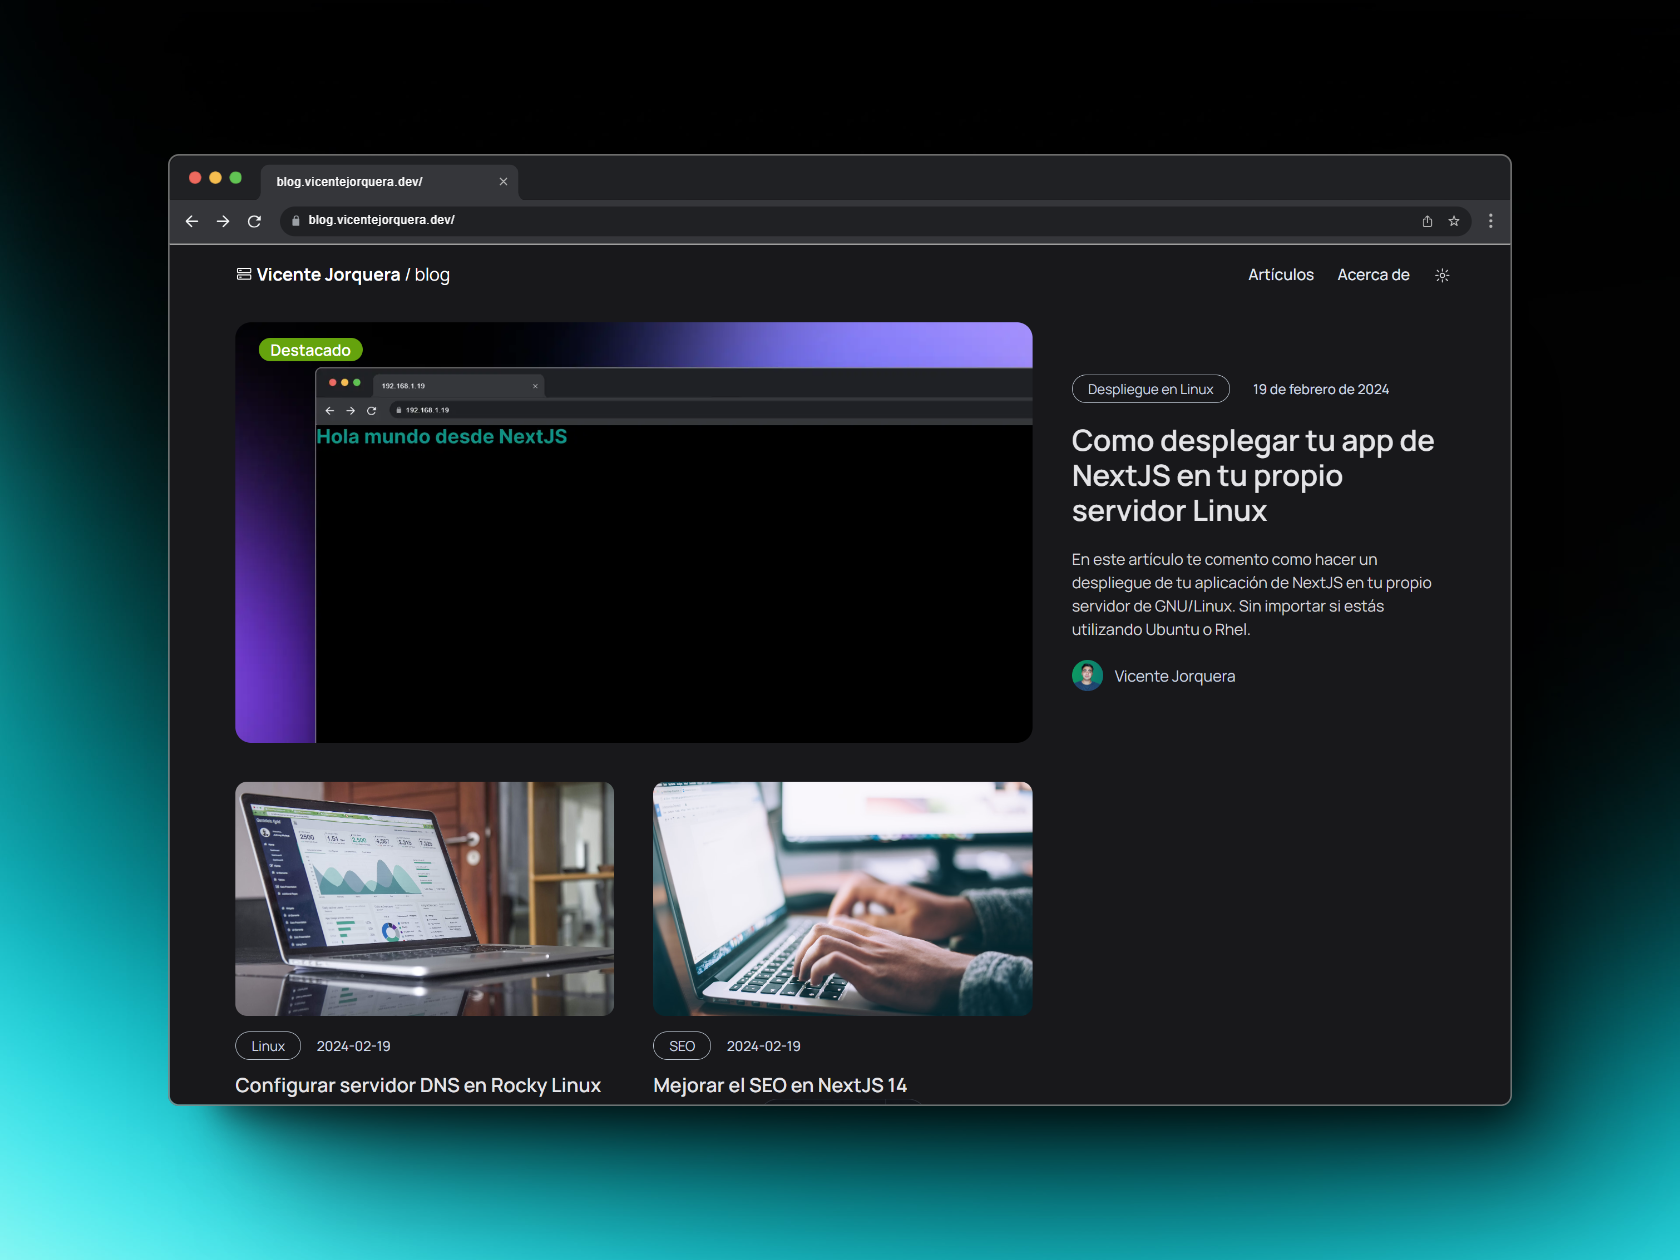 blog.vicentejorquera.dev/
blog.vicentejorquera.dev/
Vicente Jorquera / blog
Artículos
Acerca de
Destacado
192.168.1.19
192.168.1.19
Hola mundo desde NextJS
Despliegue en Linux
19 de febrero de 2024
Como desplegar tu app de
NextJS en tu propio
servidor Linux
En este artículo te comento como hacer un
despliegue de tu aplicación de NextJS en tu propio
servidor de GNU/Linux. Sin importar si estás
utilizando Ubuntu o Rhel.
Vicente Jorquera
Linux
2024-02-19
Configurar servidor DNS en Rocky Linux
SEO
2024-02-19
Mejorar el SEO en NextJS 14